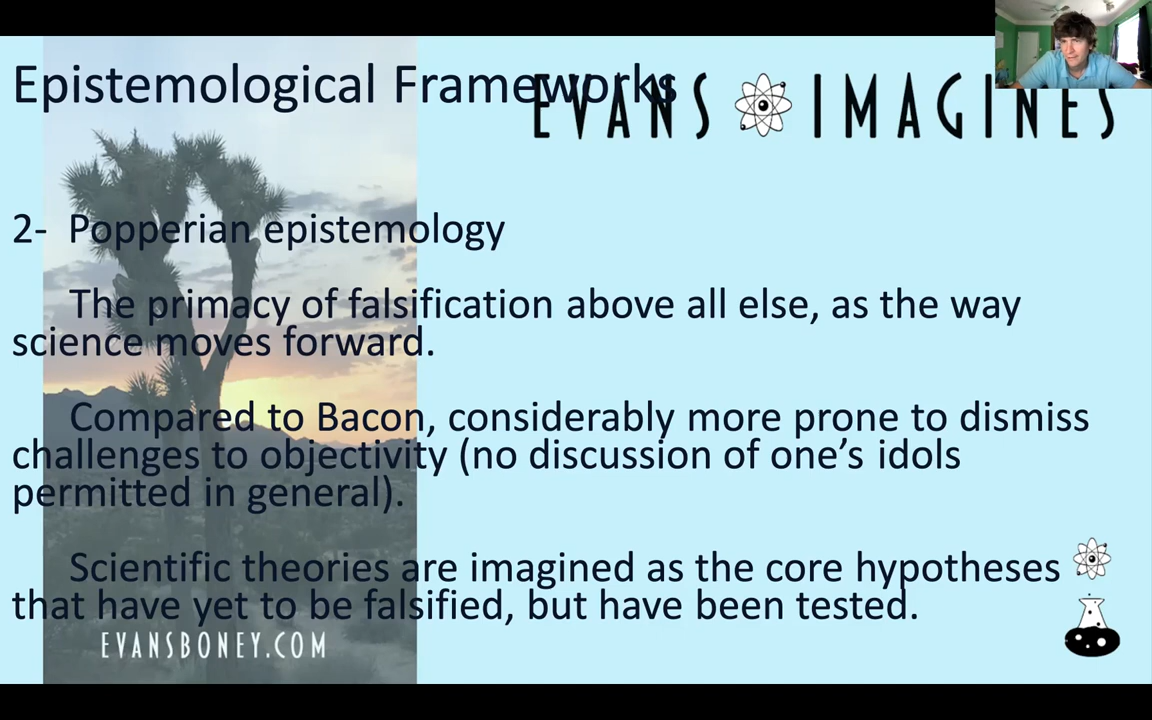 Epistemological Frameworks
EVANS IMAGINES
2- Popperian epistemology
The primacy of falsification above all else, as the way
science moves forward.
Compared to Bacon, considerably more prone to dismiss
challenges to objectivity (no discussion of one’s idols
permitted in general).
Scientific theories are imagined as the core hypotheses
that have yet to be falsified, but have been tested.
EVANSBONEY.COM